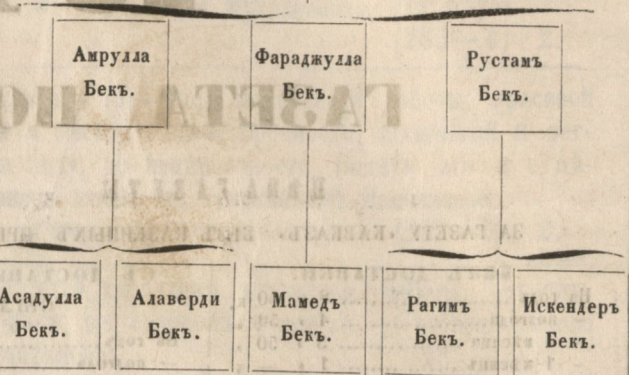 Амрулла
Бекъ.
Фараджулла
Бекъ.
Рустамъ
Бекъ.
Асадулла
Бекъ.
Алаверди
Бекъ.
Мамедъ
Бекъ.
Рагимъ
Бекъ.
Искендеръ
Бекъ.